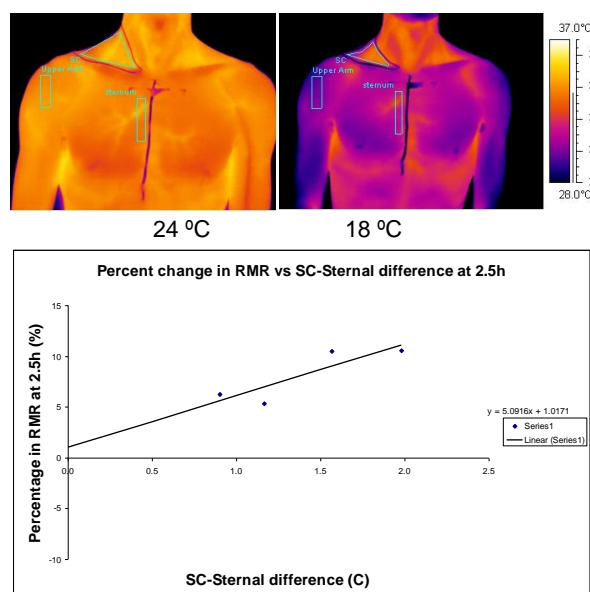 37.0°C
SC
Upper Arm
sternum
SC
Upper Arm
sternum
28.0°C
24 ⁰C
18 ⁰C
Percent change in RMR vs SC-Sternal difference at 2.5h
Percentage in RMR at 2.5h (%)
15
10
5
0
-5
-10
0.0
0.5
1.0
1.5
2.0
2.5
y = 5.0916x + 1.0171
Series1
Linear (Series1)
SC-Sternal difference (C)